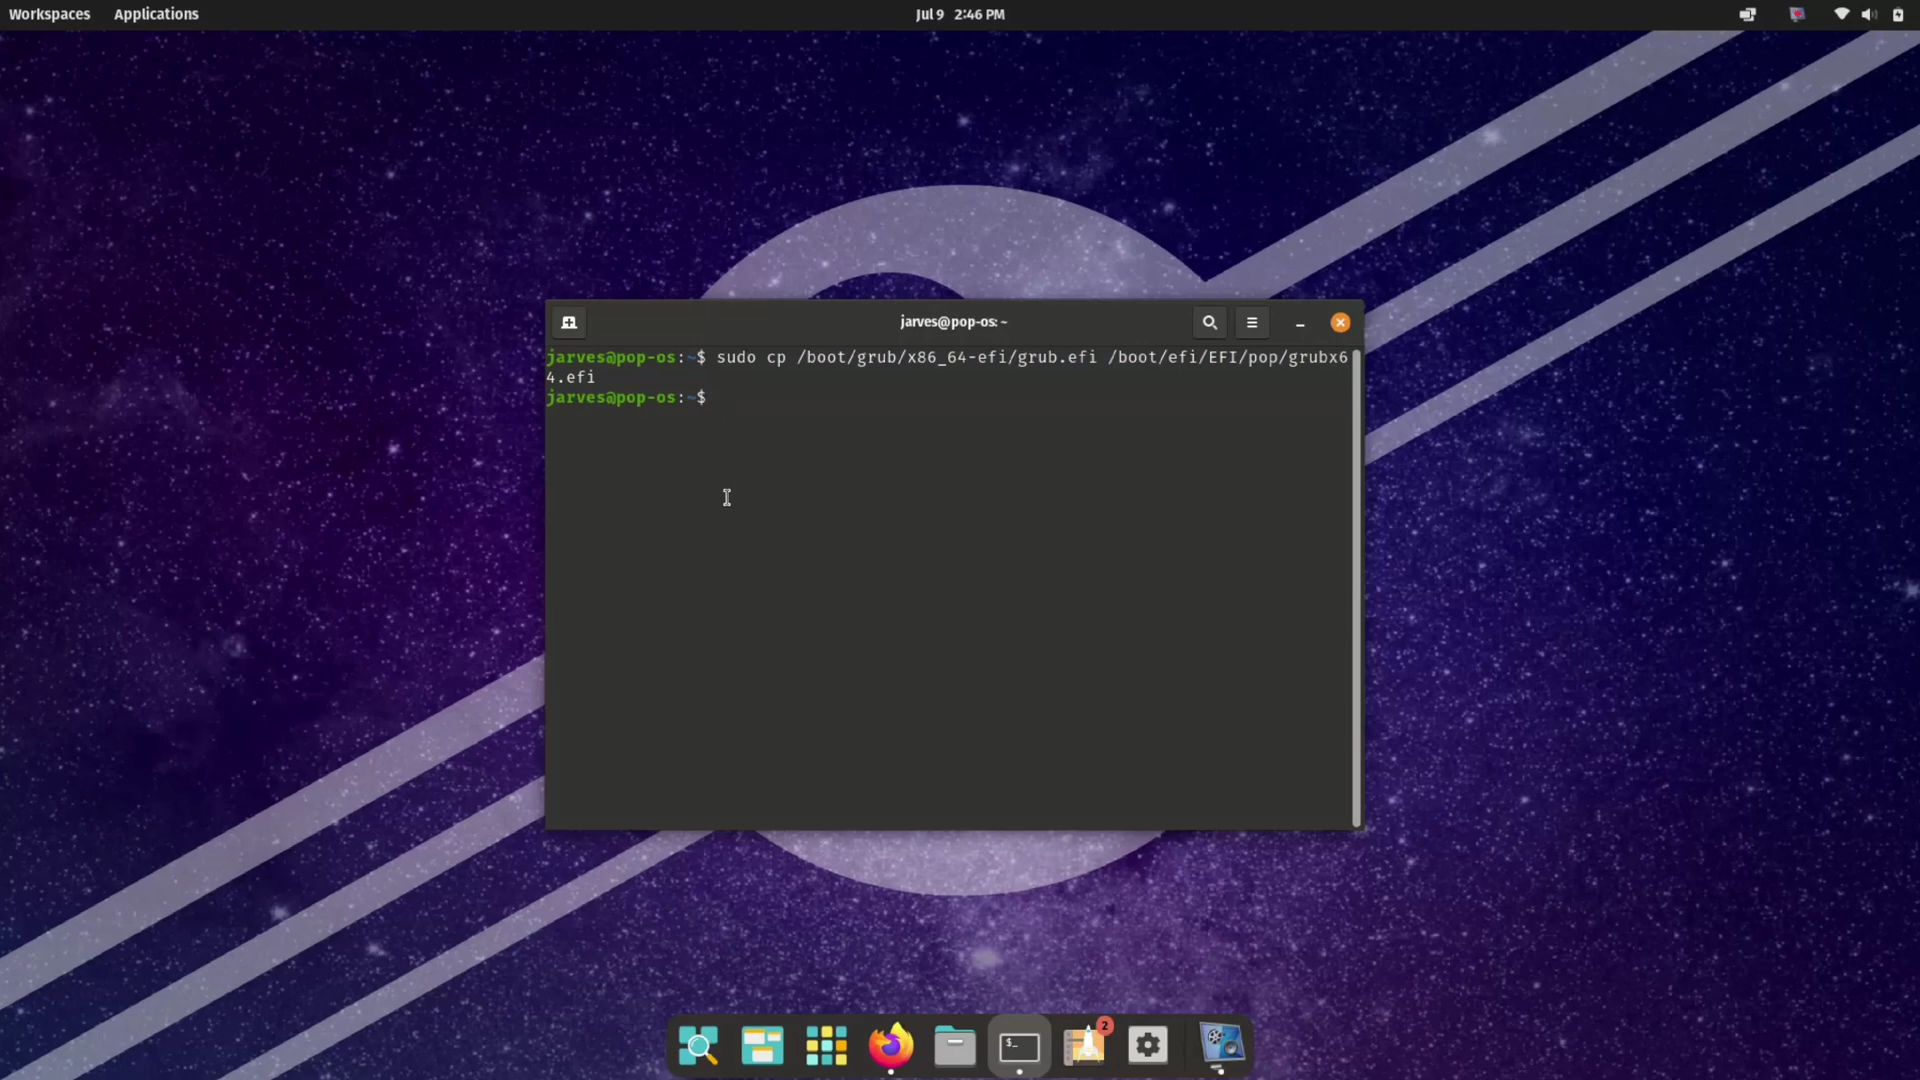 Workspaces Applications Jul 9 2:46 PM
jarves@pop-os: ~
jarves@pop-os:~$ sudo cp /boot/grub/x86_64-efi/grub.efi /boot/efi/EFI/pop/grubx6
4.efi
jarves@pop-os:~$
$_ 2